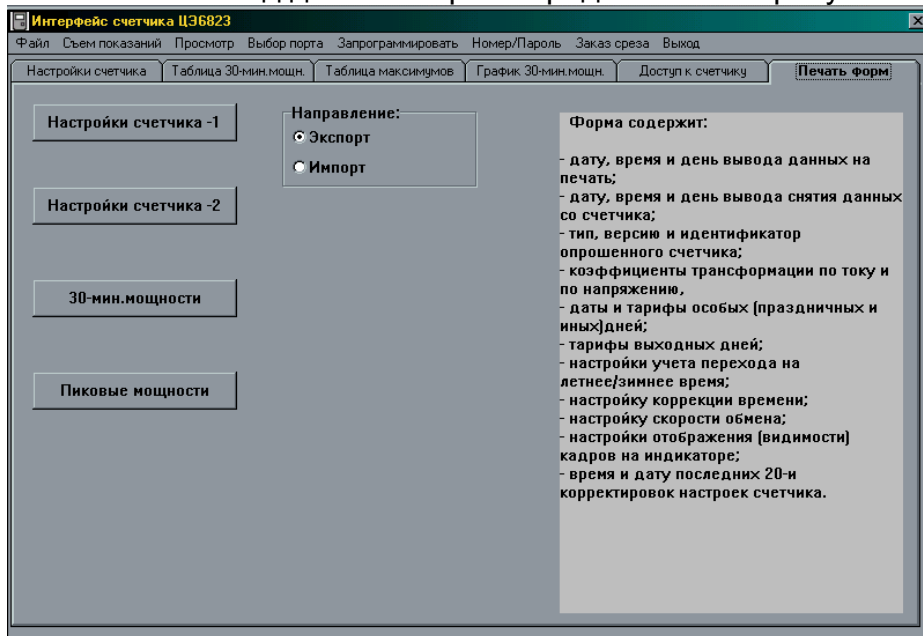 Интерфейс счетчика ЦЭ6823
Файл Съем показаний Просмотр Выбор порта Запрограммировать Номер/Пароль Заказ среза Выход
Настройки счетчика Таблица 30-мин.мощн. Таблица максимумов График 30-мин.мощн. Доступ к счетчику Печать форм
Настройки счетчика -1
Настройки счетчика -2
30-мин.мощности
Пиковые мощности
Направление:
Экспорт
Импорт
Форма содержит:
- дату, время и день вывода данных на
печать;
- дату, время и день вывода снятия данных
со счетчика;
- тип, версию и идентификатор
опрошенного счетчика;
- коэффициенты трансформации по току и
по напряжению,
- даты и тарифы особых (праздничных и
иных)дней;
- тарифы выходных дней;
- настройки учета перехода на
летнее/зимнее время;
- настройку коррекции времени;
- настройку скорости обмена;
- настройки отображения (видимости)
кадров на индикаторе;
- время и дату последних 20-и
корректировок настроек счетчика.